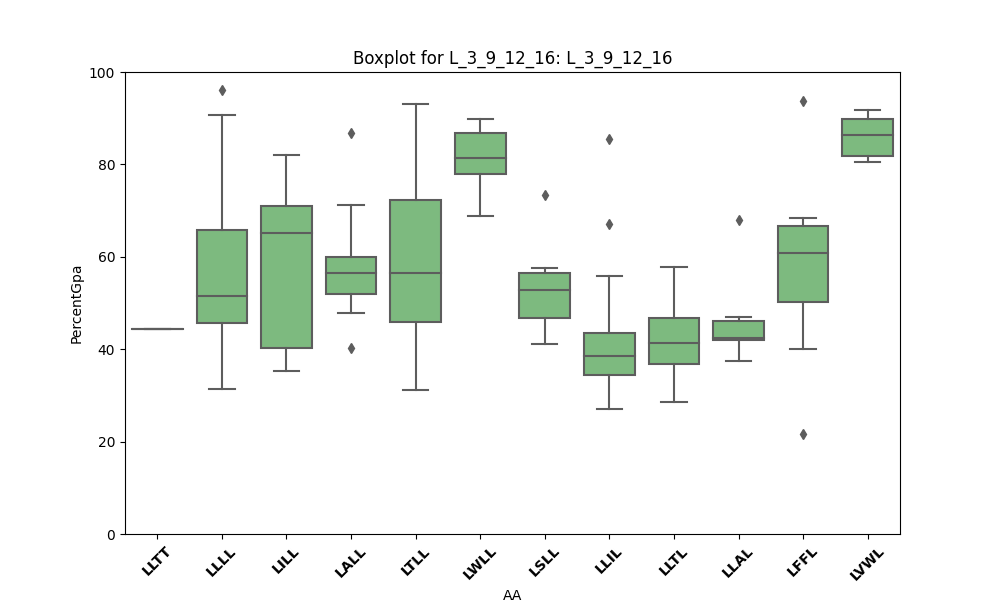 Boxplot for L_3_9_12_16: L_3_9_12_16
PercentGpa
100
80
60
40
20
0
LLTT LLLL LILL LALL LTLL LWLL LSLL LLIL LLTL LLAL LFFL LVWL
AA